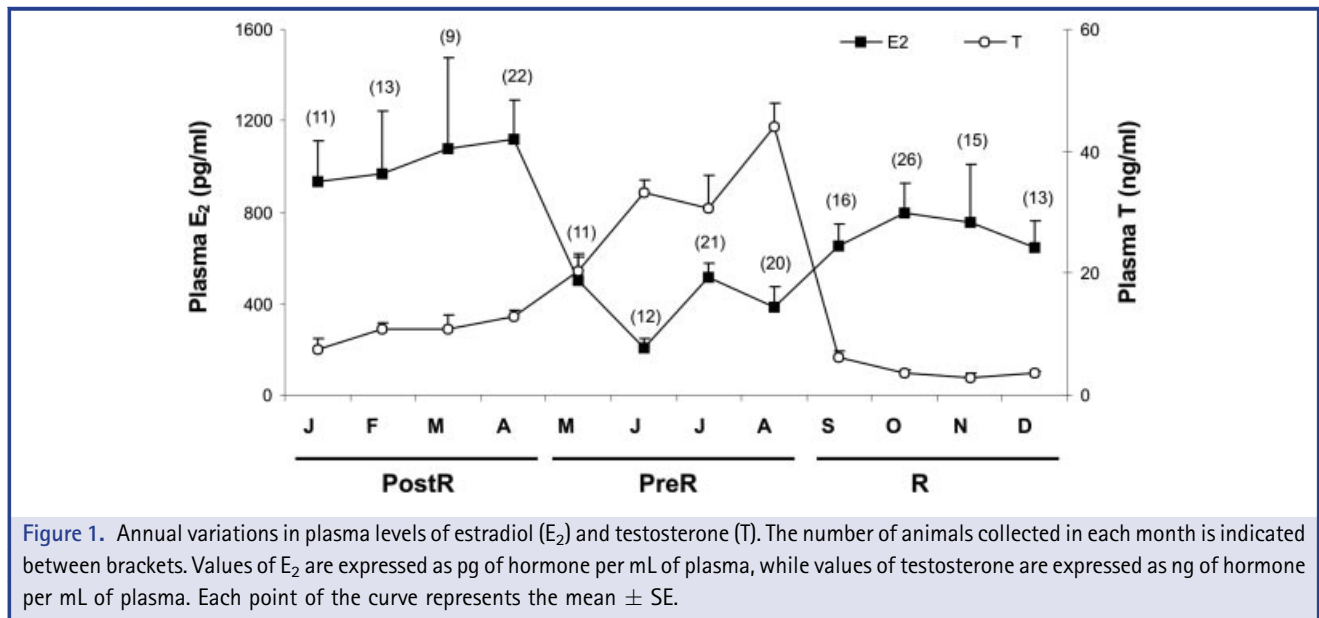 1600
1200
800
400
0
Plasma E₂ (pg/ml)
(11)
(13)
(9)
(22)
(11)
(12)
(21)
(20)
(16)
(26)
(15)
(13)
E2
T
60
40
20
0
Plasma T (ng/ml)
J F M A M J J A S O N D
PostR PreR R
Figure 1. Annual variations in plasma levels of estradiol (E₂) and testosterone (T). The number of animals collected in each month is indicated
between brackets. Values of E₂ are expressed as pg of hormone per mL of plasma, while values of testosterone are expressed as ng of hormone
per mL of plasma. Each point of the curve represents the mean ± SE.